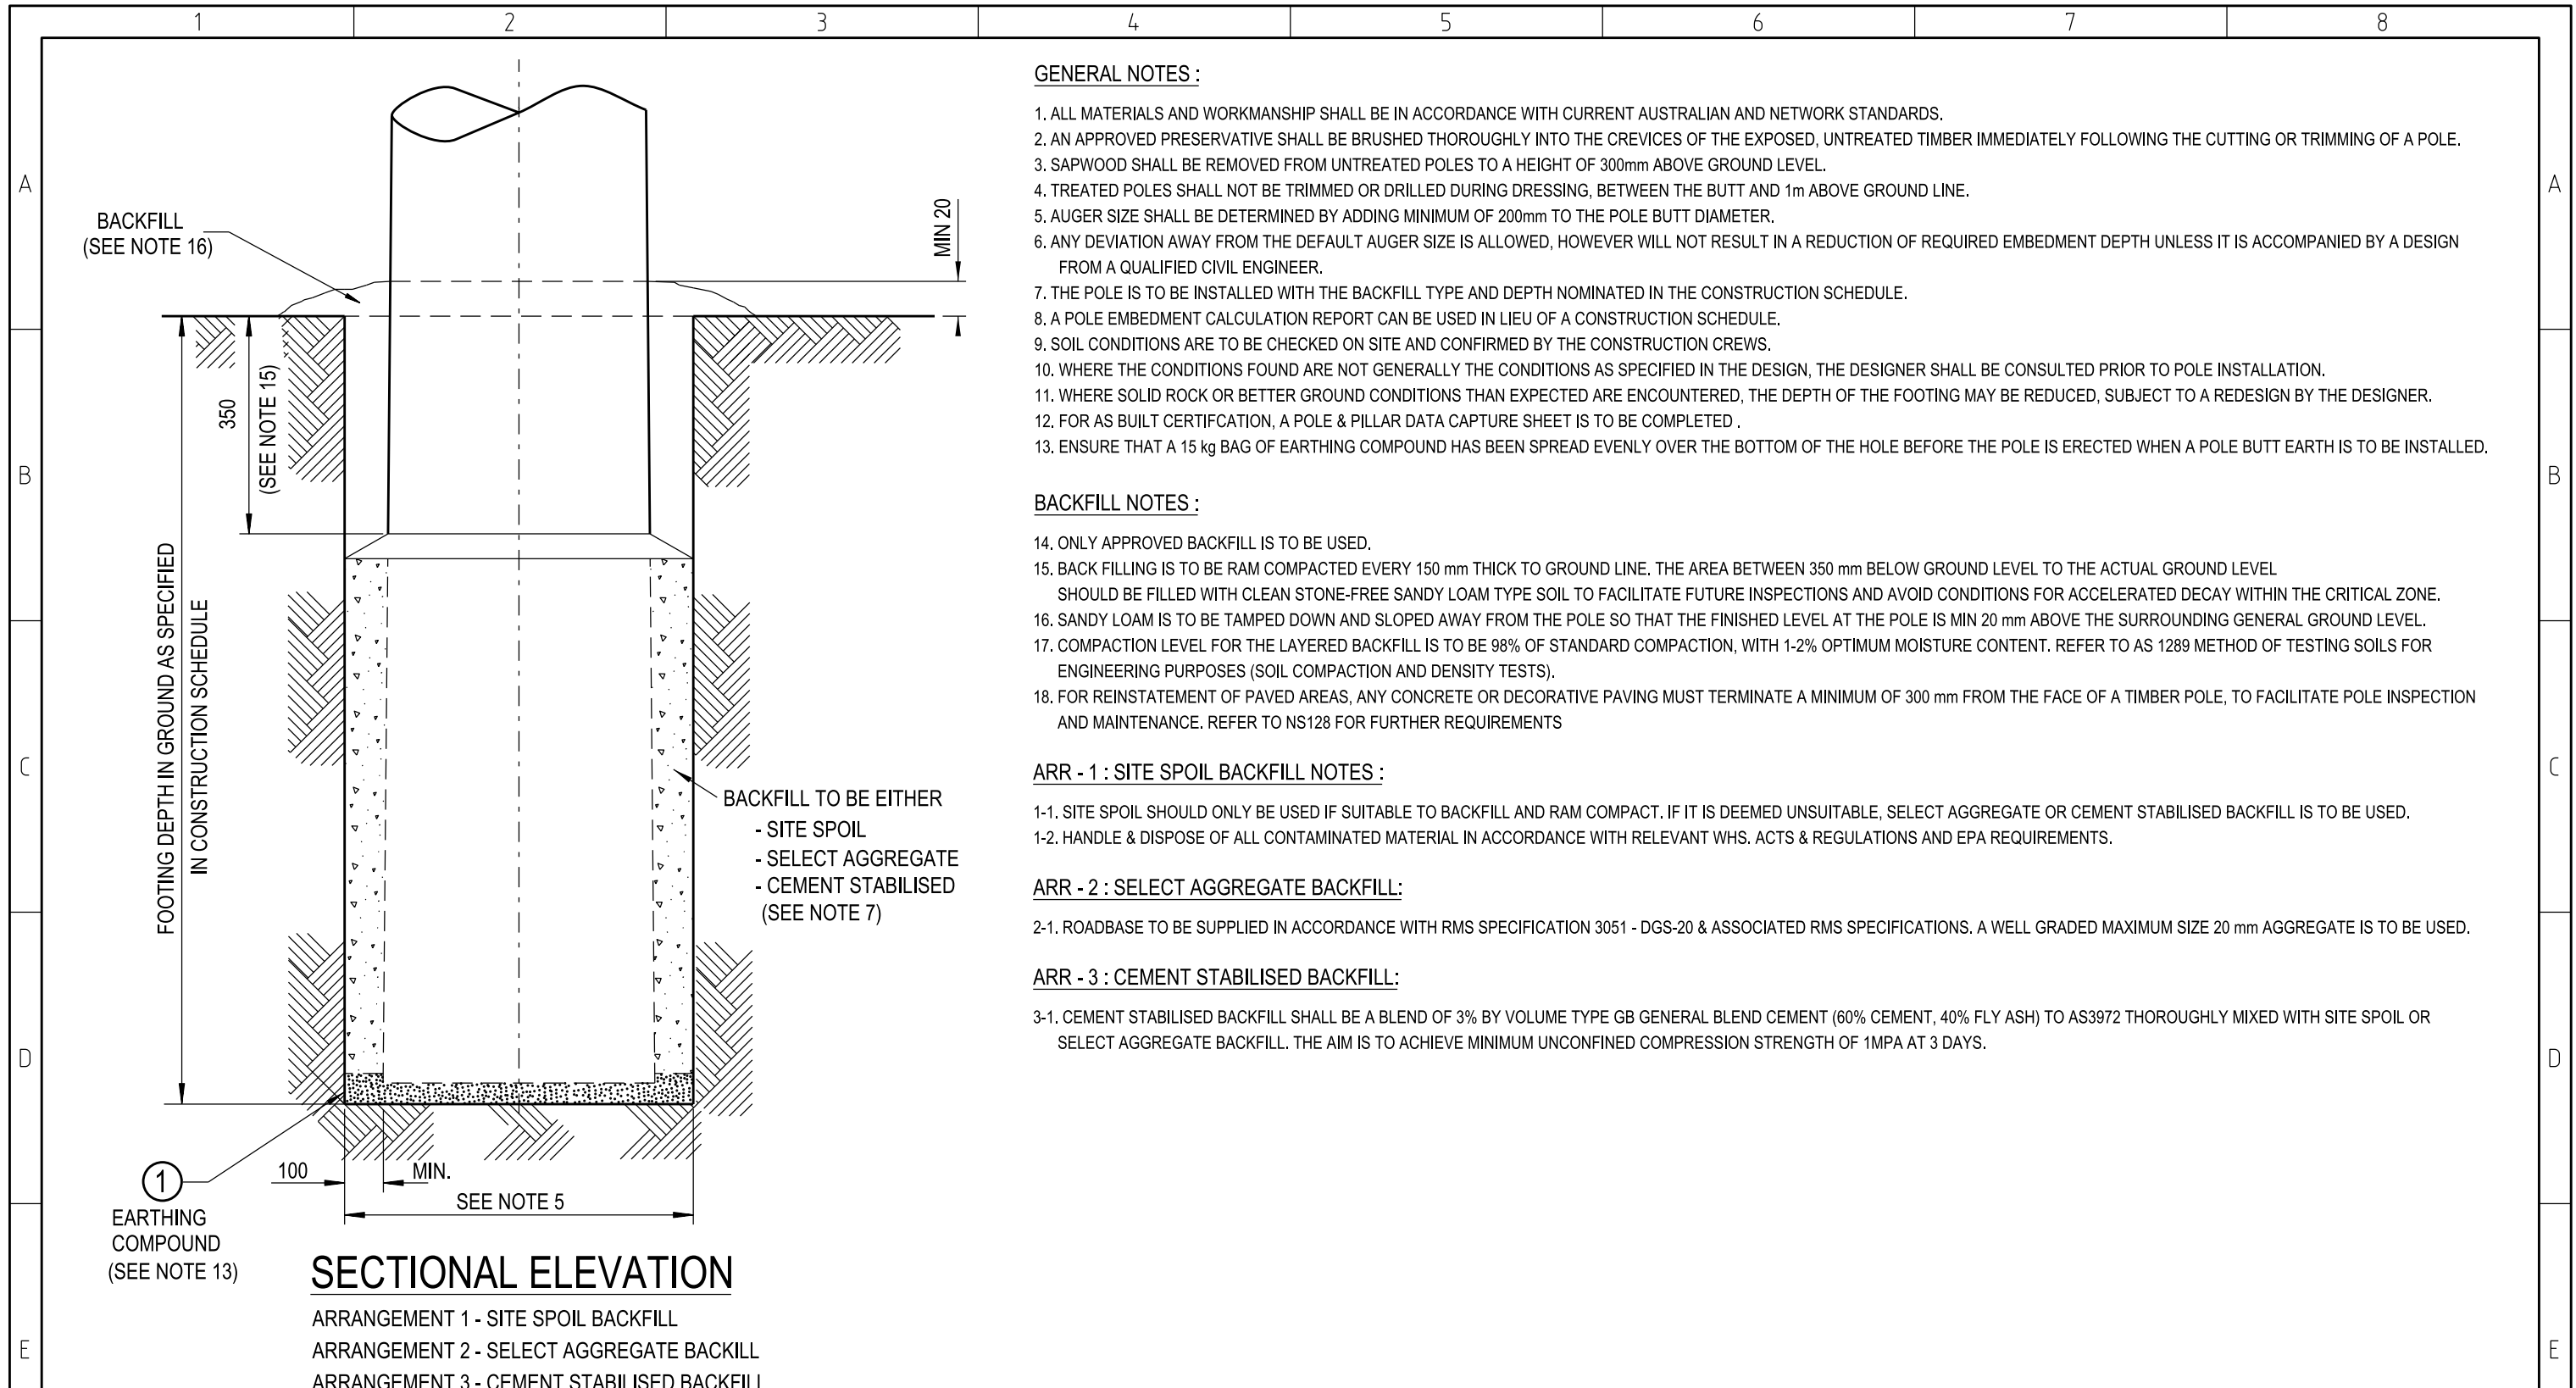 1 2 3 4 5 6 7 8
A
B
C
D
E
A
B
C
D
E
BACKFILL
(SEE NOTE 16)
MIN 20
350
(SEE NOTE 15)
FOOTING DEPTH IN GROUND AS SPECIFIED
IN CONSTRUCTION SCHEDULE
BACKFILL TO BE EITHER
- SITE SPOIL
- SELECT AGGREGATE
- CEMENT STABILISED
(SEE NOTE 7)
100 MIN.
SEE NOTE 5
1
EARTHING
COMPOUND
(SEE NOTE 13)
SECTIONAL ELEVATION
ARRANGEMENT 1 - SITE SPOIL BACKFILL
ARRANGEMENT 2 - SELECT AGGREGATE BACKILL
ARRANGEMENT 3 - CEMENT STABILISED BACKFILL
GENERAL NOTES :
1. ALL MATERIALS AND WORKMANSHIP SHALL BE IN ACCORDANCE WITH CURRENT AUSTRALIAN AND NETWORK STANDARDS.
2. AN APPROVED PRESERVATIVE SHALL BE BRUSHED THOROUGHLY INTO THE CREVICES OF THE EXPOSED, UNTREATED TIMBER IMMEDIATELY FOLLOWING THE CUTTING OR TRIMMING OF A POLE.
3. SAPWOOD SHALL BE REMOVED FROM UNTREATED POLES TO A HEIGHT OF 300mm ABOVE GROUND LEVEL.
4. TREATED POLES SHALL NOT BE TRIMMED OR DRILLED DURING DRESSING, BETWEEN THE BUTT AND 1m ABOVE GROUND LINE.
5. AUGER SIZE SHALL BE DETERMINED BY ADDING MINIMUM OF 200mm TO THE POLE BUTT DIAMETER.
6. ANY DEVIATION AWAY FROM THE DEFAULT AUGER SIZE IS ALLOWED, HOWEVER WILL NOT RESULT IN A REDUCTION OF REQUIRED EMBEDMENT DEPTH UNLESS IT IS ACCOMPANIED BY A DESIGN
FROM A QUALIFIED CIVIL ENGINEER.
7. THE POLE IS TO BE INSTALLED WITH THE BACKFILL TYPE AND DEPTH NOMINATED IN THE CONSTRUCTION SCHEDULE.
8. A POLE EMBEDMENT CALCULATION REPORT CAN BE USED IN LIEU OF A CONSTRUCTION SCHEDULE.
9. SOIL CONDITIONS ARE TO BE CHECKED ON SITE AND CONFIRMED BY THE CONSTRUCTION CREWS.
10. WHERE THE CONDITIONS FOUND ARE NOT GENERALLY THE CONDITIONS AS SPECIFIED IN THE DESIGN, THE DESIGNER SHALL BE CONSULTED PRIOR TO POLE INSTALLATION.
11. WHERE SOLID ROCK OR BETTER GROUND CONDITIONS THAN EXPECTED ARE ENCOUNTERED, THE DEPTH OF THE FOOTING MAY BE REDUCED, SUBJECT TO A REDESIGN BY THE DESIGNER.
12. FOR AS BUILT CERTIFCATION, A POLE & PILLAR DATA CAPTURE SHEET IS TO BE COMPLETED .
13. ENSURE THAT A 15 kg BAG OF EARTHING COMPOUND HAS BEEN SPREAD EVENLY OVER THE BOTTOM OF THE HOLE BEFORE THE POLE IS ERECTED WHEN A POLE BUTT EARTH IS TO BE INSTALLED.
BACKFILL NOTES :
14. ONLY APPROVED BACKFILL IS TO BE USED.
15. BACK FILLING IS TO BE RAM COMPACTED EVERY 150 mm THICK TO GROUND LINE. THE AREA BETWEEN 350 mm BELOW GROUND LEVEL TO THE ACTUAL GROUND LEVEL
SHOULD BE FILLED WITH CLEAN STONE-FREE SANDY LOAM TYPE SOIL TO FACILITATE FUTURE INSPECTIONS AND AVOID CONDITIONS FOR ACCELERATED DECAY WITHIN THE CRITICAL ZONE.
16. SANDY LOAM IS TO BE TAMPED DOWN AND SLOPED AWAY FROM THE POLE SO THAT THE FINISHED LEVEL AT THE POLE IS MIN 20 mm ABOVE THE SURROUNDING GENERAL GROUND LEVEL.
17. COMPACTION LEVEL FOR THE LAYERED BACKFILL IS TO BE 98% OF STANDARD COMPACTION, WITH 1-2% OPTIMUM MOISTURE CONTENT. REFER TO AS 1289 METHOD OF TESTING SOILS FOR
ENGINEERING PURPOSES (SOIL COMPACTION AND DENSITY TESTS).
18. FOR REINSTATEMENT OF PAVED AREAS, ANY CONCRETE OR DECORATIVE PAVING MUST TERMINATE A MINIMUM OF 300 mm FROM THE FACE OF A TIMBER POLE, TO FACILITATE POLE INSPECTION
AND MAINTENANCE. REFER TO NS128 FOR FURTHER REQUIREMENTS
ARR - 1 : SITE SPOIL BACKFILL NOTES :
1-1. SITE SPOIL SHOULD ONLY BE USED IF SUITABLE TO BACKFILL AND RAM COMPACT. IF IT IS DEEMED UNSUITABLE, SELECT AGGREGATE OR CEMENT STABILISED BACKFILL IS TO BE USED.
1-2. HANDLE & DISPOSE OF ALL CONTAMINATED MATERIAL IN ACCORDANCE WITH RELEVANT WHS. ACTS & REGULATIONS AND EPA REQUIREMENTS.
ARR - 2 : SELECT AGGREGATE BACKFILL:
2-1. ROADBASE TO BE SUPPLIED IN ACCORDANCE WITH RMS SPECIFICATION 3051 - DGS-20 & ASSOCIATED RMS SPECIFICATIONS. A WELL GRADED MAXIMUM SIZE 20 mm AGGREGATE IS TO BE USED.
ARR - 3 : CEMENT STABILISED BACKFILL:
3-1. CEMENT STABILISED BACKFILL SHALL BE A BLEND OF 3% BY VOLUME TYPE GB GENERAL BLEND CEMENT (60% CEMENT, 40% FLY ASH) TO AS3972 THOROUGHLY MIXED WITH SITE SPOIL OR
SELECT AGGREGATE BACKFILL. THE AIM IS TO ACHIEVE MINIMUM UNCONFINED COMPRESSION STRENGTH OF 1MPA AT 3 DAYS.